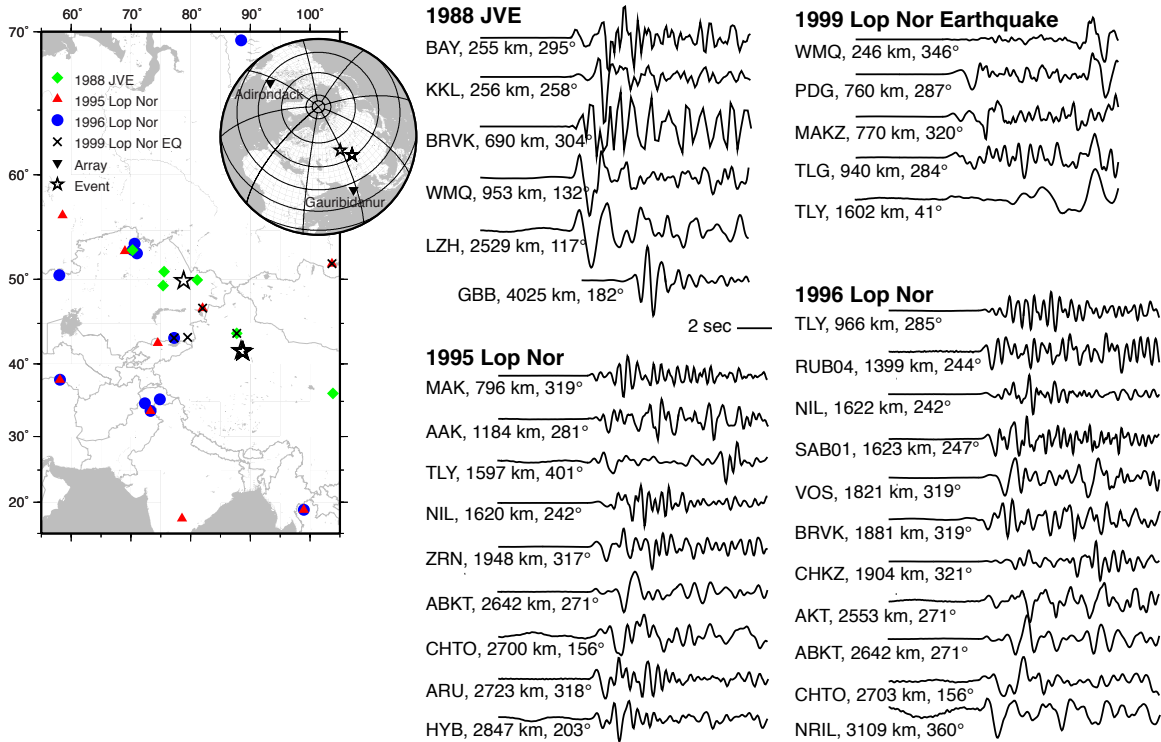 60° 70° 80° 90° 100°
70°
60°
50°
40°
30°
20°
1988 JVE
1995 Lop Nor
1996 Lop Nor
1999 Lop Nor EQ
Array
Event
Adirondack
Gauribidanur
60° 70° 80° 90° 100°
1988 JVE
BAY, 255 km, 295°
KKL, 256 km, 258°
BRVK, 690 km, 304°
WMQ, 953 km, 132°
LZH, 2529 km, 117°
GBB, 4025 km, 182°
2 sec
1995 Lop Nor
MAK, 796 km, 319°
AAK, 1184 km, 281°
TLY, 1597 km, 401°
NIL, 1620 km, 242°
ZRN, 1948 km, 317°
ABKT, 2642 km, 271°
CHTO, 2700 km, 156°
ARU, 2723 km, 318°
HYB, 2847 km, 203°
1999 Lop Nor Earthquake
WMQ, 246 km, 346°
PDG, 760 km, 287°
MAKZ, 770 km, 320°
TLG, 940 km, 284°
TLY, 1602 km, 41°
1996 Lop Nor
TLY, 966 km, 285°
RUB04, 1399 km, 244°
NIL, 1622 km, 242°
SAB01, 1623 km, 247°
VOS, 1821 km, 319°
BRVK, 1881 km, 319°
CHKZ, 1904 km, 321°
AKT, 2553 km, 271°
ABKT, 2642 km, 271°
CHTO, 2703 km, 156°
NRIL, 3109 km, 360°